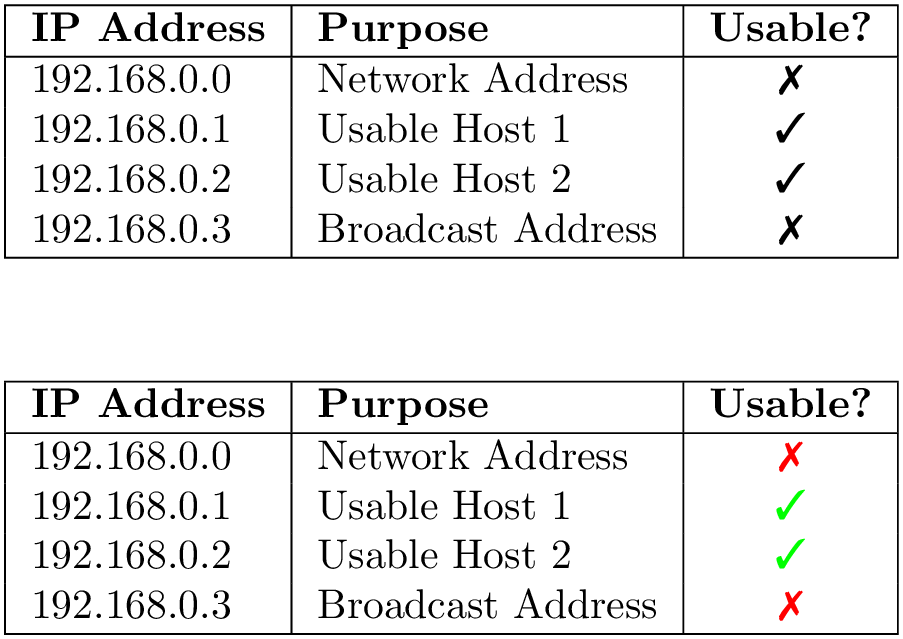 IP Address Purpose Usable?
192.168.0.0 Network Address ✗
192.168.0.1 Usable Host 1 ✓
192.168.0.2 Usable Host 2 ✓
192.168.0.3 Broadcast Address ✗
IP Address Purpose Usable?
192.168.0.0 Network Address ✗
192.168.0.1 Usable Host 1 ✓
192.168.0.2 Usable Host 2 ✓
192.168.0.3 Broadcast Address ✗